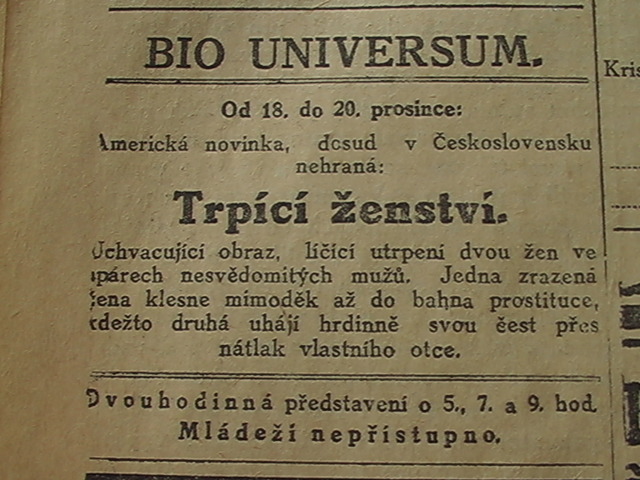 BIO UNIVERSUM.
Kris
Od 18. do 20. prosince:
Americká novinka, dosud v Československu
nehraná:
Trpící ženství.
Uchvacující obraz, líčící utrpení dvou žen ve
spárech nesvědomitých mužů. Jedna zrazená
žena klesne mimoděk až do bahna prostituce,
kdežto druhá uhájí hrdinně svou čest přes
nátlak vlastního otce.
Dvouhodinná představení o 5., 7. a 9. hod.
Mládeži nepřístupno.